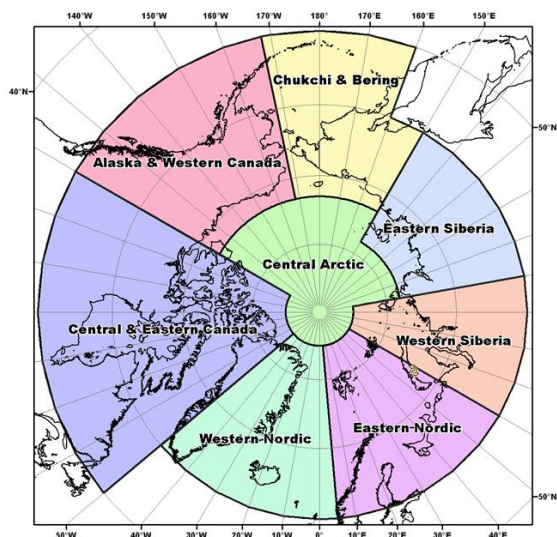 140°W 150°W 160°W 170°W 180° 170°E 160°E 150°E
40°N
50°N
Chukchi & Bering
Alaska & Western Canada
Eastern Siberia
Central Arctic
Central & Eastern Canada
Western Siberia
Eastern Nordic
Western Nordic
50°N
50°W 40°W 30°W 20°W 10°W 0° 10°E 20°E 30°E 40°E